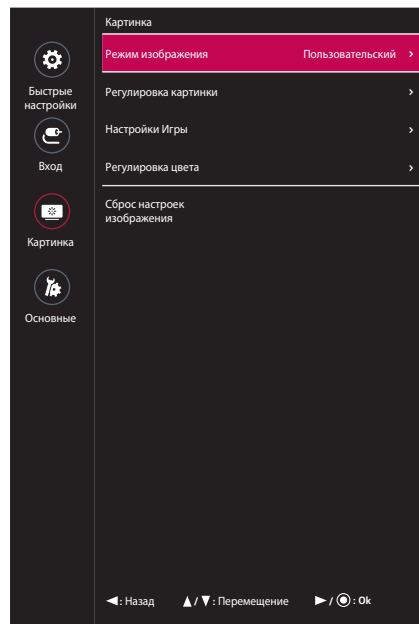 Картинка
Режим изображения Пользовательский
Быстрые
настройки
Регулировка картинки
Настройки Игры
Вход
Регулировка цвета
Сброс настроек
изображения
Картинка
Основные
◄: Назад ▲/▼: Перемещение ►/◉: Ok